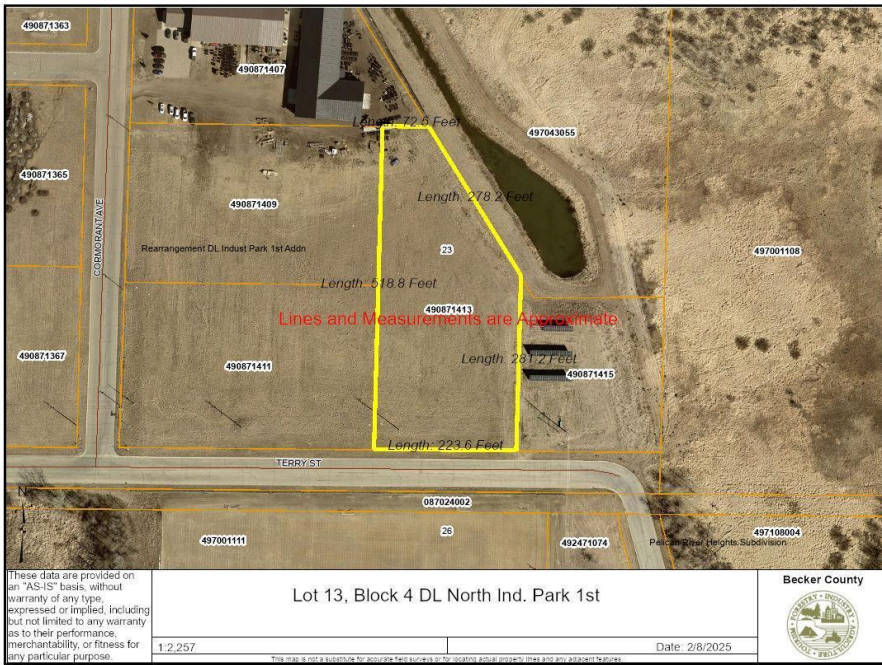 490871363
490871407
Length: 72.5 Feet
497043055
490871365
Length: 278.2 Feet
490871409
CORMORANT AVE
Rearrangement DL Indust Park 1st Addn
23
497001108
Length: 518.8 Feet
490871413
Lines and Measurements are Approximate
490871367
Length: 281.2 Feet
490871411
490871415
Length: 223.6 Feet
TERRY ST
N
087024002
26
497001111
492471074
497108004
Pelican River Heights Subdivision
These data are provided on
an "AS-IS" basis, without
warranty of any type,
expressed or implied, including
but not limited to any warranty
as to their performance,
merchantability, or fitness for
any particular purpose.
Lot 13, Block 4 DL North Ind. Park 1st
1:2,257
Date: 2/8/2025
This map is not a substitute for accurate field surveys or for locating actual property lines and any adjacent features.
Becker County
FORESTRY • INDUSTRY
AGRICULTURE
TOURISM